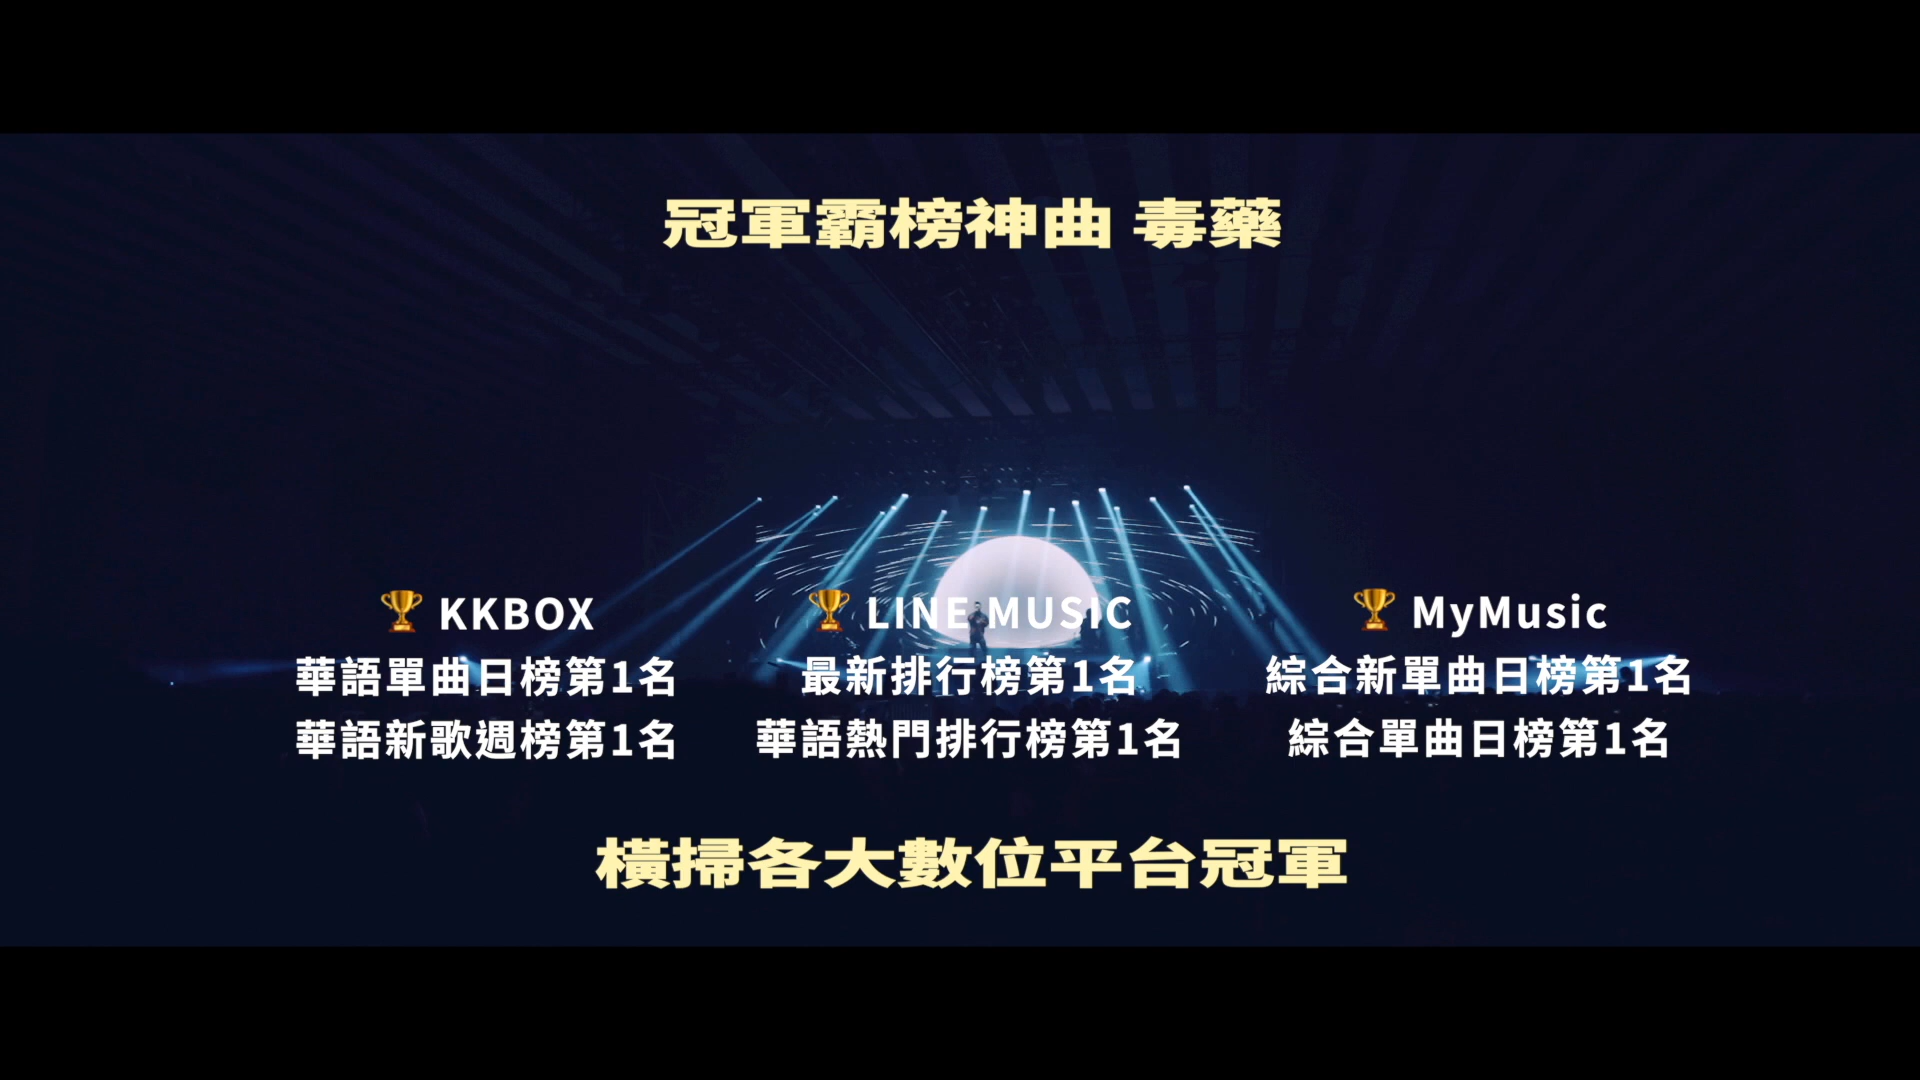 冠軍霸榜神曲 毒藥
🏆 KKBOX
華語單曲日榜第1名
華語新歌週榜第1名
🏆 LINE MUSIC
最新排行榜第1名
華語熱門排行榜第1名
🏆 MyMusic
綜合新單曲日榜第1名
綜合單曲日榜第1名
橫掃各大數位平台冠軍